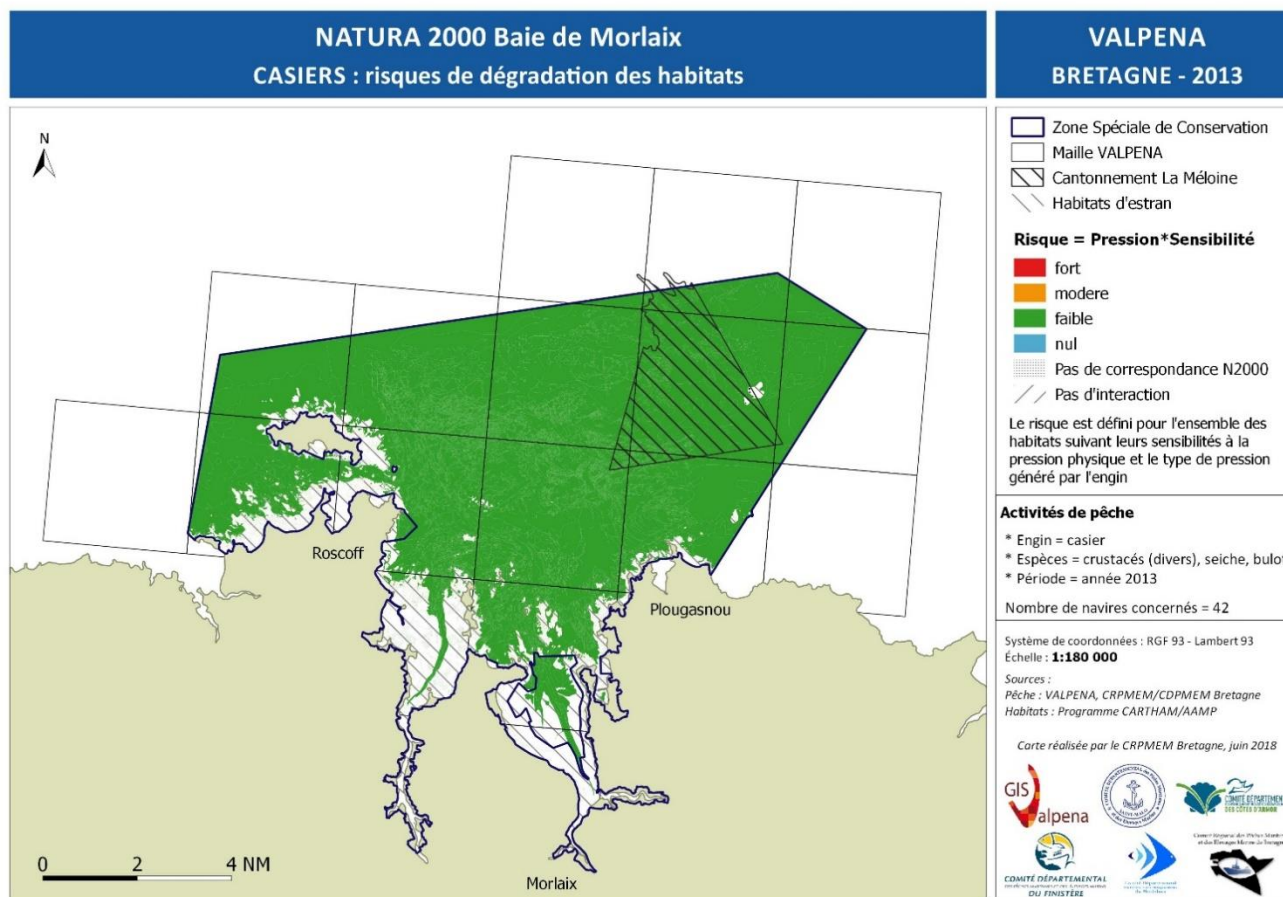 NATURA 2000 Baie de Morlaix
CASIERS : risques de dégradation des habitats
VALPENA
BRETAGNE - 2013
N
Roscoff
Plougasnou
Morlaix
0 2 4 NM
Zone Spéciale de Conservation
Maille VALPENA
Cantonnement La Méloine
Habitats d'estran
Risque = Pression*Sensibilité
fort
modere
faible
nul
Pas de correspondance N2000
Pas d'interaction
Le risque est défini pour l'ensemble des
habitats suivant leurs sensibilités à la
pression physique et le type de pression
généré par l'engin
Activités de pêche
* Engin = casier
* Espèces = crustacés (divers), seiche, bulot
* Période = année 2013
Nombre de navires concernés = 42
Système de coordonnées : RGF 93 - Lambert 93
Échelle : 1:180 000
Sources :
Pêche : VALPENA, CRPMEM/CDPMEM Bretagne
Habitats : Programme CARTHAM/AAMP
Carte réalisée par le CRPMEM Bretagne, juin 2018
GIS
Valpena
COMITÉ DÉPARTEMENT
DES CÔTES D'ARMOR
COMITÉ DÉPARTEMENTAL
DU FINISTÈRE